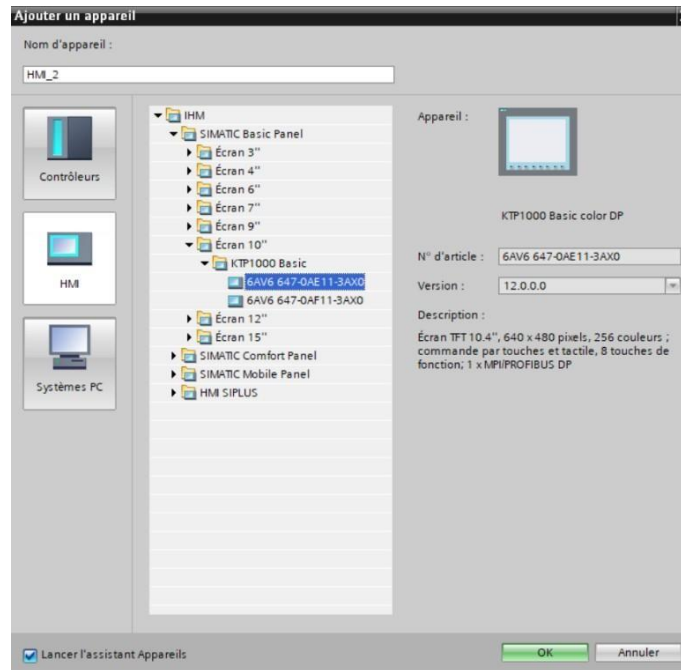 Ajouter un appareil
Nom d'appareil :
HMI_2
Contrôleurs
HMI
Systèmes PC
IHM
SIMATIC Basic Panel
Écran 3"
Écran 4"
Écran 6"
Écran 7"
Écran 9"
Écran 10"
KTP1000 Basic
6AV6 647-0AE11-3AX0
6AV6 647-0AF11-3AX0
Écran 12"
Écran 15"
SIMATIC Comfort Panel
SIMATIC Mobile Panel
HMI SIPLUS
Appareil :
KTP1000 Basic color DP
N° d'article :
6AV6 647-0AE11-3AX0
Version :
12.0.0.0
Description :
Écran TFT 10.4", 640 x 480 pixels, 256 couleurs ;
commande par touches et tactile, 8 touches de
fonction; 1 x MPI/PROFIBUS DP
Lancer l'assistant Appareils
OK
Annuler